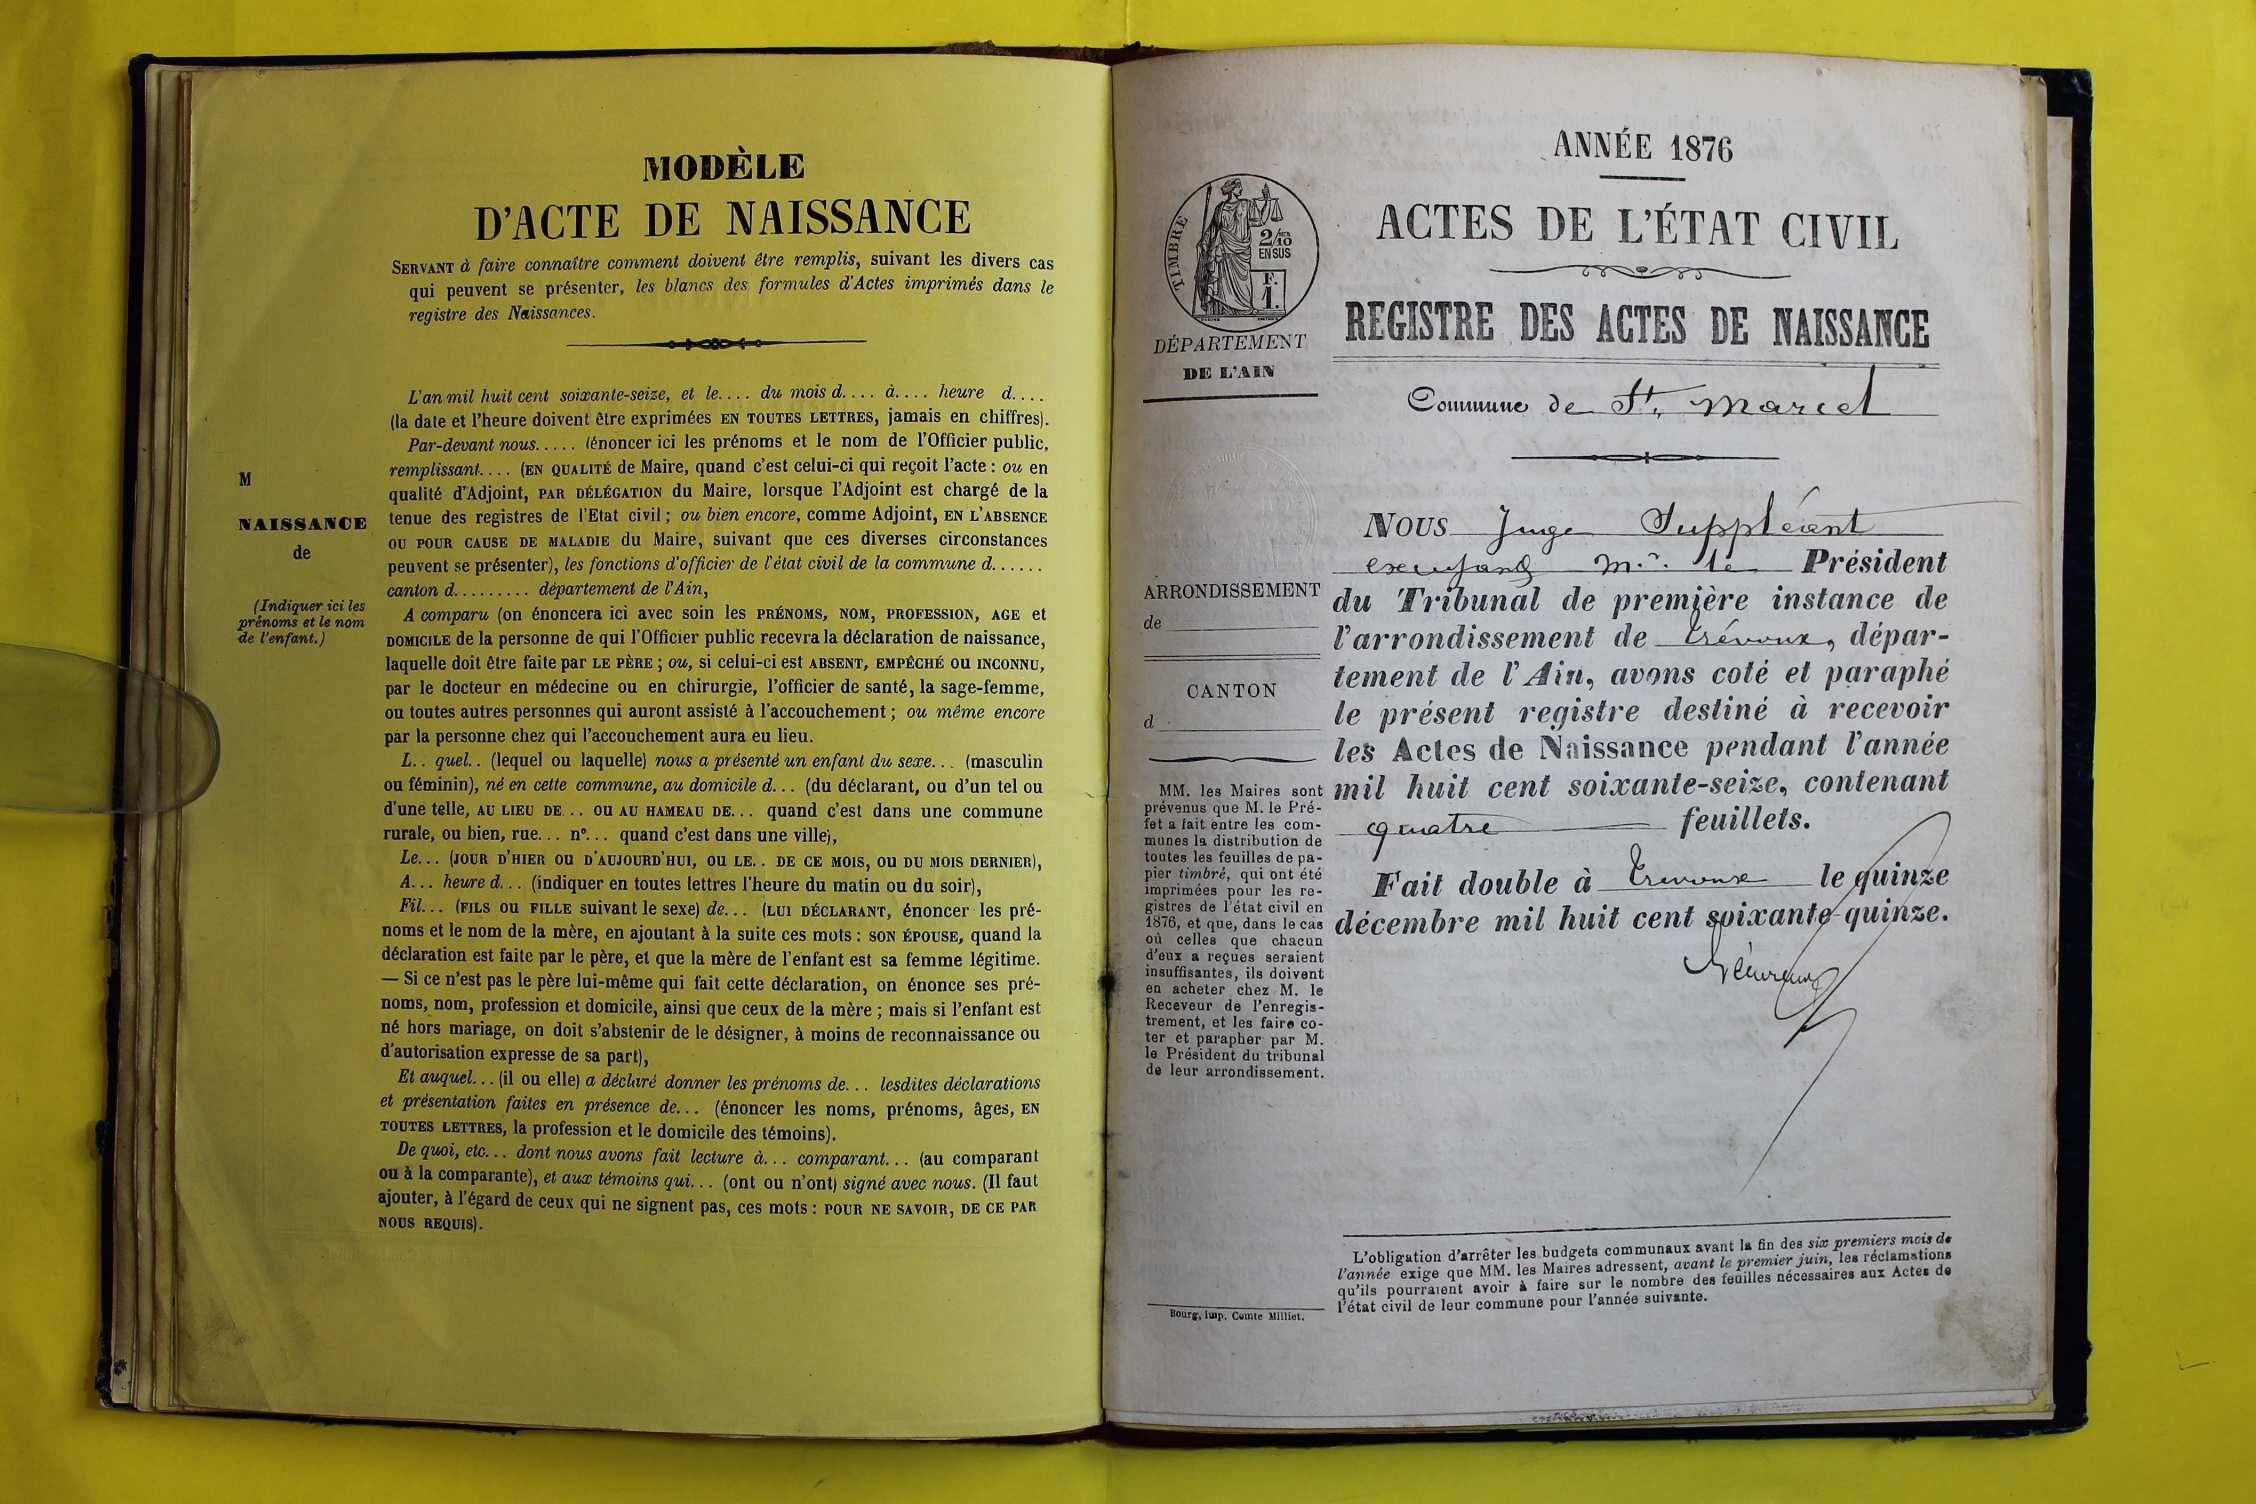 MODÈLE
D'ACTE DE NAISSANCE
SERVANT à faire connaître comment doivent être remplis, suivant les divers cas
qui peuvent se présenter, les blancs des formules d'Actes imprimés dans le
registre des Naissances.
L'an mil huit cent soixante-seize, et le.... du mois d.... à.... heure d....
(la date et l'heure doivent être exprimées EN TOUTES LETTRES, jamais en chiffres).
Par-devant nous..... (énoncer ici les prénoms et le nom de l'Officier public,
remplissant.... (EN QUALITÉ de Maire, quand c'est celui-ci qui reçoit l'acte : ou en
qualité d'Adjoint, PAR DÉLÉGATION du Maire, lorsque l'Adjoint est chargé de la
tenue des registres de l'Etat civil ; ou bien encore, comme Adjoint, EN L'ABSENCE
OU POUR CAUSE DE MALADIE du Maire, suivant que ces diverses circonstances
peuvent se présenter), les fonctions d'officier de l'état civil de la commune d......
canton d......... département de l'Ain,
A comparu (on énoncera ici avec soin les PRÉNOMS, NOM, PROFESSION, AGE et
DOMICILE de la personne de qui l'Officier public recevra la déclaration de naissance,
laquelle doit être faite par LE PÈRE ; ou, si celui-ci est ABSENT, EMPÊCHÉ OU INCONNU,
par le docteur en médecine ou en chirurgie, l'officier de santé, la sage-femme,
ou toutes autres personnes qui auront assisté à l'accouchement ; ou même encore
par la personne chez qui l'accouchement aura eu lieu.
L.. quel.. (lequel ou laquelle) nous a présenté un enfant du sexe... (masculin
ou féminin), né en cette commune, au domicile d... (du déclarant, ou d'un tel ou
d'une telle, AU LIEU DE... OU AU HAMEAU DE... quand c'est dans une commune
rurale, ou bien, rue... n°... quand c'est dans une ville),
Le... (JOUR D'HIER OU D'AUJOURD'HUI, OU LE.. DE CE MOIS, OU DU MOIS DERNIER),
A... heure d... (indiquer en toutes lettres l'heure du matin ou du soir),
Fil... (FILS OU FILLE suivant le sexe) de... (LUI DÉCLARANT, énoncer les pré-
noms et le nom de la mère, en ajoutant à la suite ces mots : SON ÉPOUSE, quand la
déclaration est faite par le père, et que la mère de l'enfant est sa femme légitime.
— Si ce n'est pas le père lui-même qui fait cette déclaration, on énonce ses pré-
noms, nom, profession et domicile, ainsi que ceux de la mère ; mais si l'enfant est
né hors mariage, on doit s'abstenir de le désigner, à moins de reconnaissance ou
d'autorisation expresse de sa part),
Et auquel... (il ou elle) a déclaré donner les prénoms de... lesdites déclarations
et présentation faites en présence de... (énoncer les noms, prénoms, âges, EN
TOUTES LETTRES, la profession et le domicile des témoins).
De quoi, etc... dont nous avons fait lecture à... comparant... (au comparant
ou à la comparante), et aux témoins qui... (ont ou n'ont) signé avec nous. (Il faut
ajouter, à l'égard de ceux qui ne signent pas, ces mots : POUR NE SAVOIR, DE CE PAR
NOUS REQUIS).
M
NAISSANCE
de
(Indiquer ici les
prénoms et le nom
de l'enfant.)
TIMBRE
2/10 EN SUS
F.
1.
DÉPARTEMENT
DE L'AIN
ARRONDISSEMENT
de
CANTON
d
MM. les Maires sont
prévenus que M. le Pré-
fet a fait entre les com-
munes la distribution de
toutes les feuilles de pa-
pier timbré, qui ont été
imprimées pour les re-
gistres de l'état civil en
1876, et que, dans le cas
où celles que chacun
d'eux a reçues seraient
insuffisantes, ils doivent
en acheter chez M. le
Receveur de l'enregis-
trement, et les faire co-
ter et parapher par M.
le Président du tribunal
de leur arrondissement.
Bourg, imp. Comte Milliet.
ANNÉE 1876
ACTES DE L'ÉTAT CIVIL
REGISTRE DES ACTES DE NAISSANCE
Commune de St. Marcel
NOUS Juge Suppléant
M. le Président
du Tribunal de première instance de
l'arrondissement de Trévoux, dépar-
tement de l'Ain, avons coté et paraphé
le présent registre destiné à recevoir
les Actes de Naissance pendant l'année
mil huit cent soixante-seize, contenant
quatre feuillets.
Fait double à Trevoux le quinze
décembre mil huit cent soixante-quinze.
L'obligation d'arrêter les budgets communaux avant la fin des six premiers mois de
l'année exige que MM. les Maires adressent, avant le premier juin, les réclamations
qu'ils pourraient avoir à faire sur le nombre des feuilles nécessaires aux Actes de
l'état civil de leur commune pour l'année suivante.